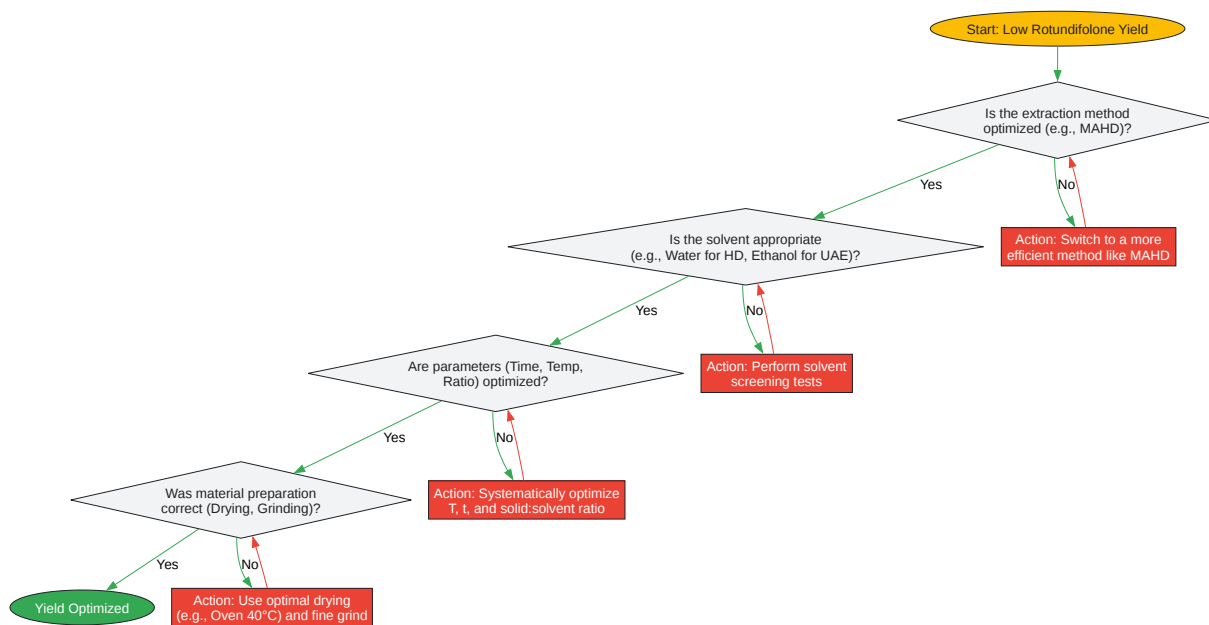 Start: Low Rotundifolone Yield
Is the extraction method
optimized (e.g., MAHD)?
Yes
No
Action: Switch to a more
efficient method like MAHD
Is the solvent appropriate
(e.g., Water for HD, Ethanol for UAE)?
Yes
No
Action: Perform solvent
screening tests
Are parameters (Time, Temp,
Ratio) optimized?
Yes
No
Action: Systematically optimize
T, t, and solid:solvent ratio
Was material preparation
correct (Drying, Grinding)?
Yes
No
Yield Optimized
Action: Use optimal drying
(e.g., Oven 40°C) and fine grind